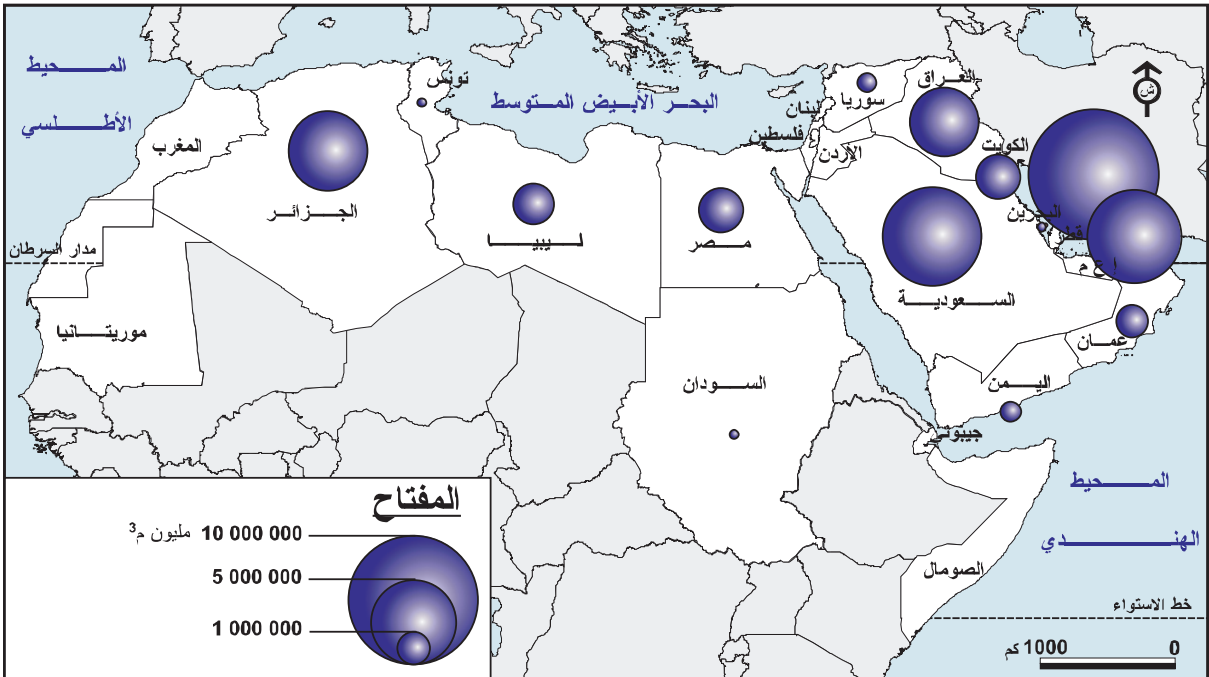 المحيط
الأطلسي
البحر الأبيض المتوسط
تونس
المغرب
الجزائر
ليبيا
مصر
موريتانيا
السودان
مدار السرطان
سوريا
لبنان
فلسطين
الأردن
العراق
الكويت
البحرين
قطر
ا ع م
السعودية
عمان
اليمن
جيبوتي
الصومال
المحيط
الهندي
خط الاستواء
ش
المفتاح
10 000 000 مليون م³
5 000 000
1 000 000
0
1000 كم